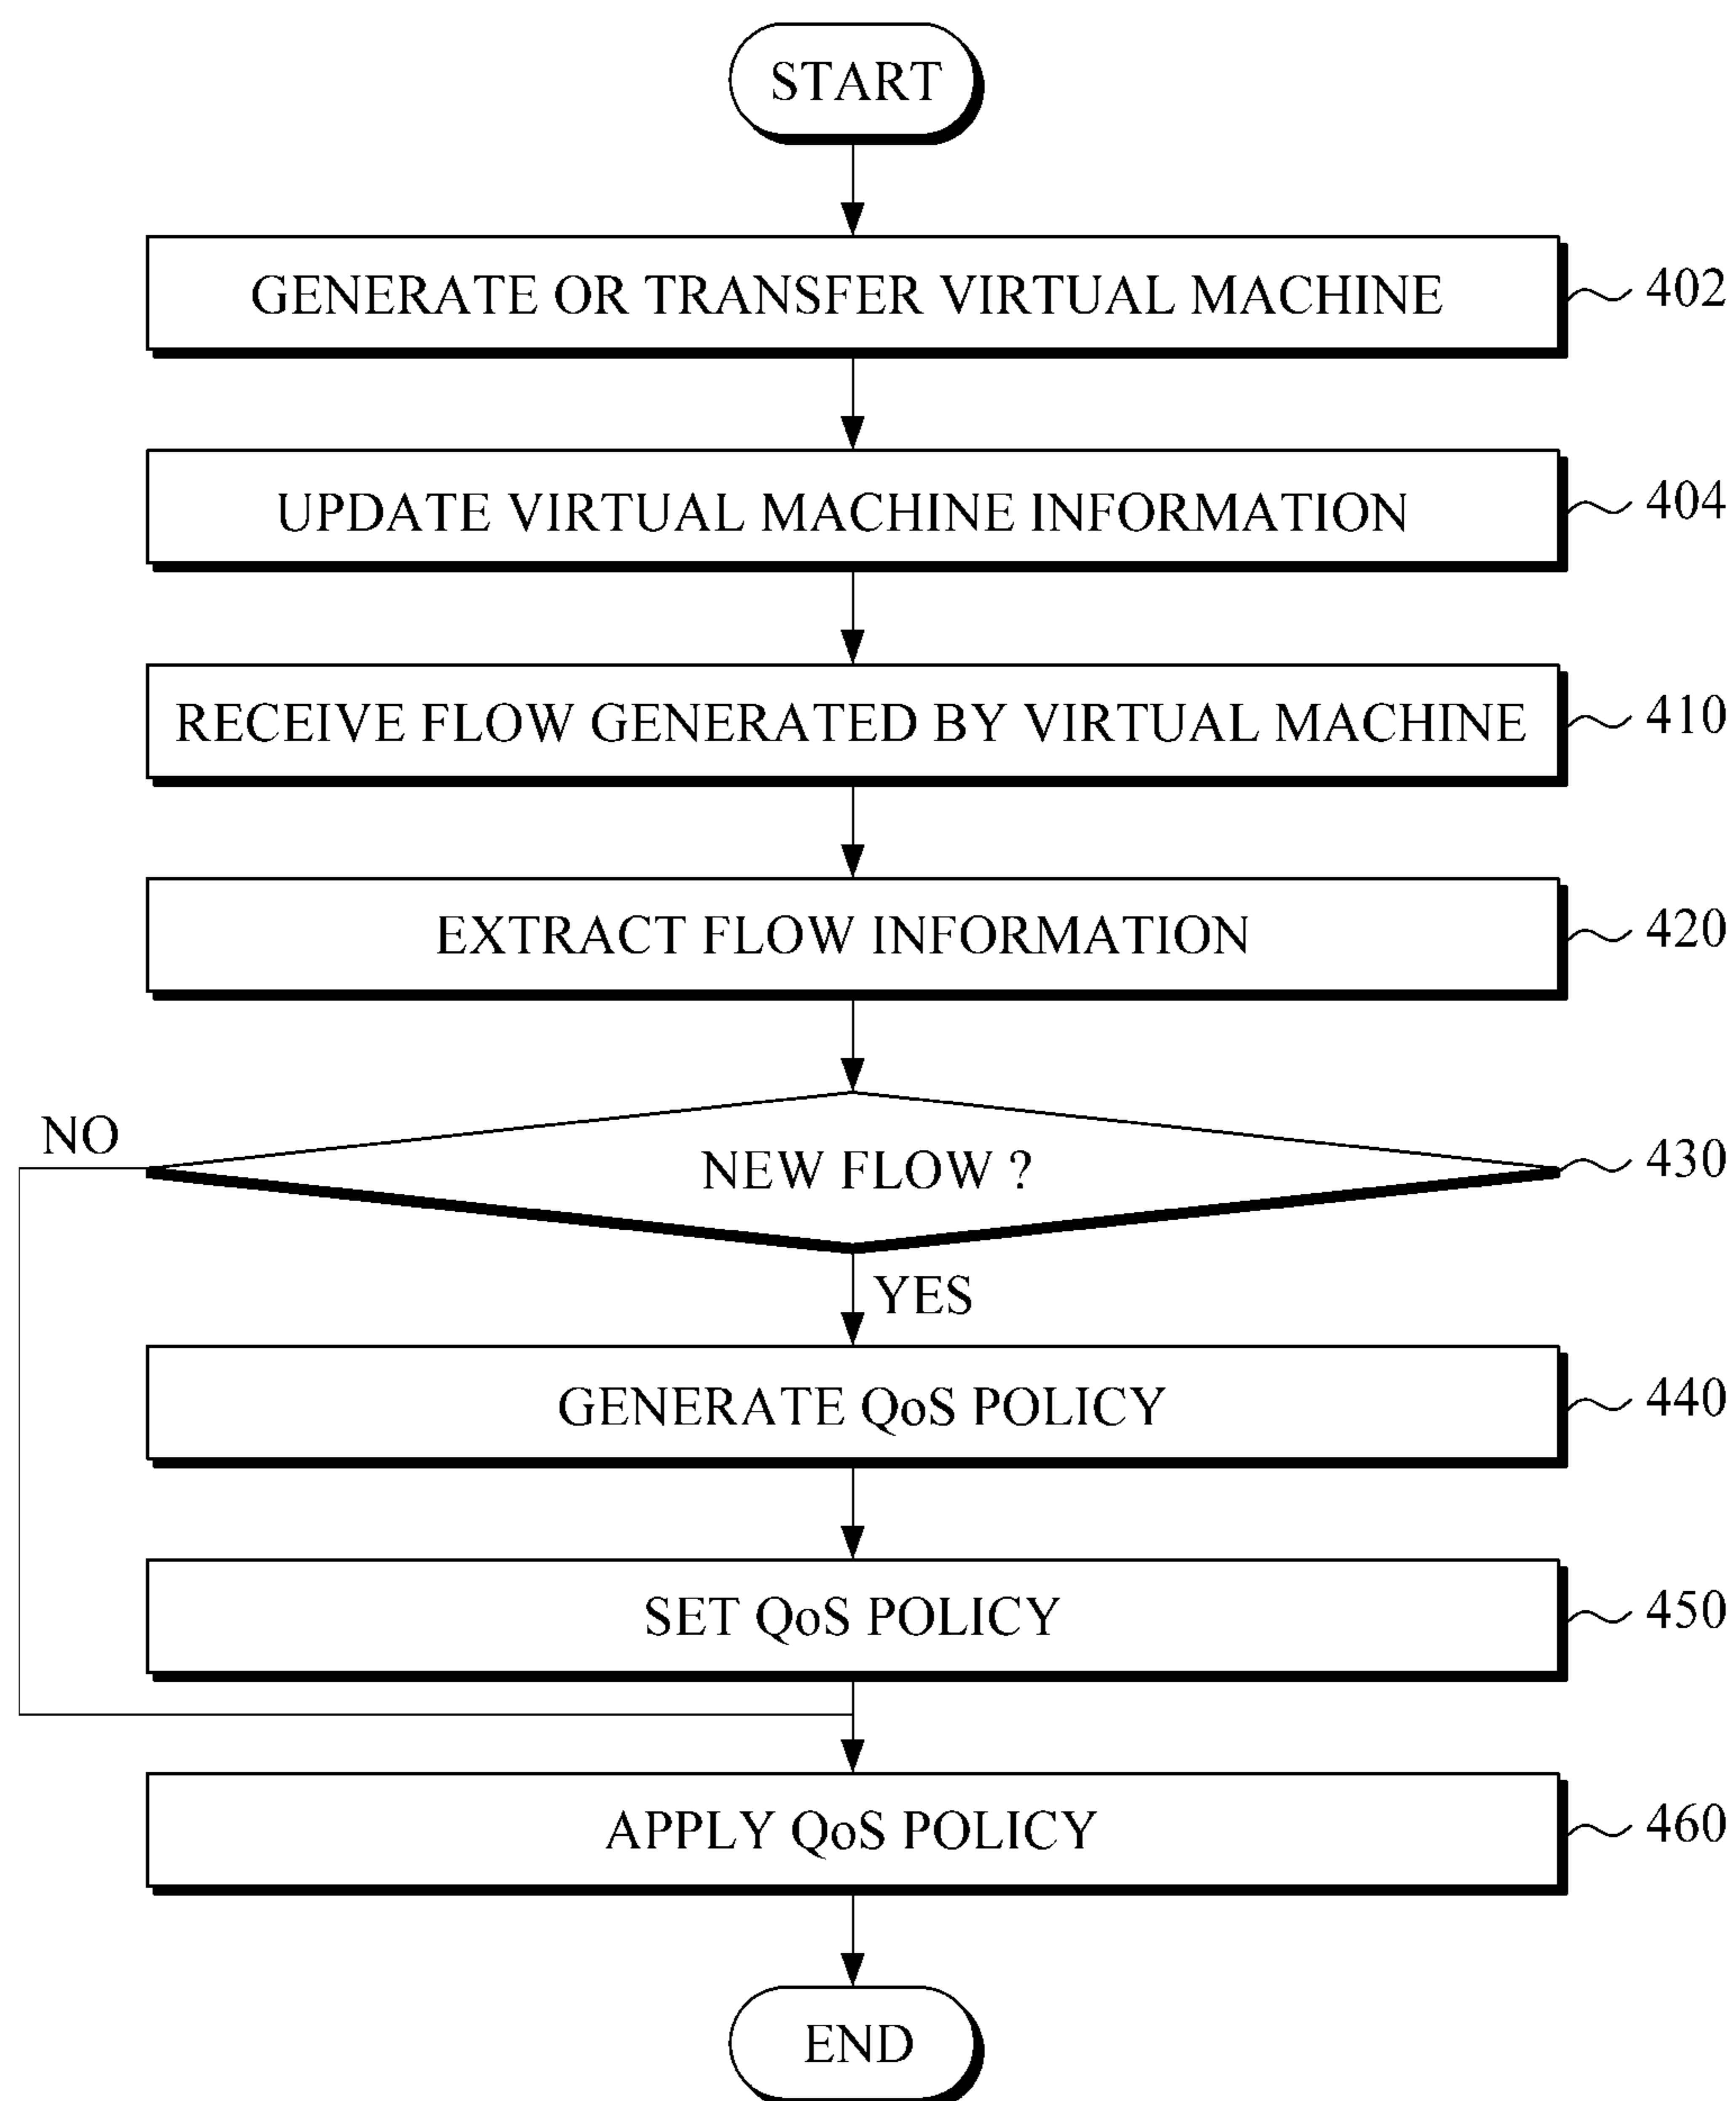 START
GENERATE OR TRANSFER VIRTUAL MACHINE
402
UPDATE VIRTUAL MACHINE INFORMATION
404
RECEIVE FLOW GENERATED BY VIRTUAL MACHINE
410
EXTRACT FLOW INFORMATION
420
NO
NEW FLOW ?
430
YES
GENERATE QoS POLICY
440
SET QoS POLICY
450
APPLY QoS POLICY
460
END